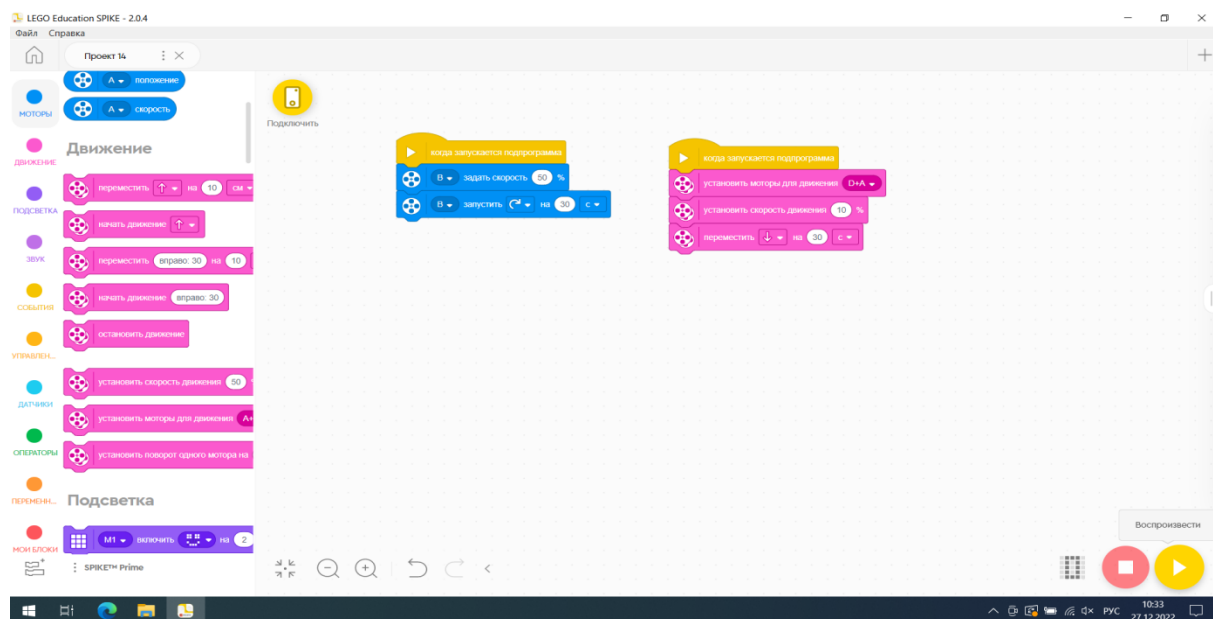 LEGO Education SPIKE - 2.0.4
Файл Справка
Проект 14
A положение
МОТОРЫ
A скорость
Подключить
Движение
ДВИЖЕНИЕ
когда запускается подпрограмма
B задать скорость 50 %
B запустить на 30 с
когда запускается подпрограмма
установить моторы для движения D+A
установить скорость движения 10 %
переместить на 30 с
переместить на 10 см
ПОДСВЕТКА
начать движение
ЗВУК
переместить вправо: 30 на 10
СОБЫТИЯ
начать движение вправо: 30
остановить движение
УПРАВЛЕН...
установить скорость движения 50
ДАТЧИКИ
установить моторы для движения A+
ОПЕРАТОРЫ
установить поворот одного мотора на
ПЕРЕМЕНН...
Подсветка
МОИ БЛОКИ
M1 включить на 2
SPIKE™ Prime
Воспроизвести
РУС
10:33
27.12.2022